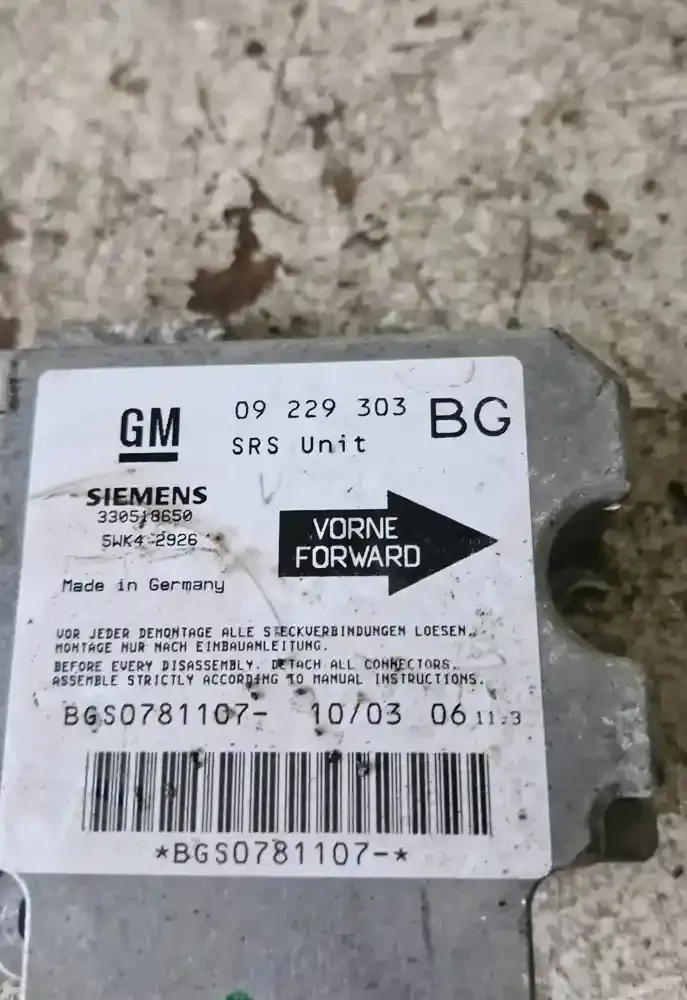 GM 09 229 303 BG
SRS Unit
SIEMENS
330518650
5WK4 2926
VORNE
FORWARD
Made in Germany
VOR JEDER DEMONTAGE ALLE STECKVERBINDUNGEN LOESEN.
MONTAGE NUR NACH EINBAUANLEITUNG.
BEFORE EVERY DISASSEMBLY. DETACH ALL CONNECTORS.
ASSEMBLE STRICTLY ACCORDING TO MANUAL INSTRUCTIONS.
BGS0781107- 10/03 06 11.3
*BGS0781107-*